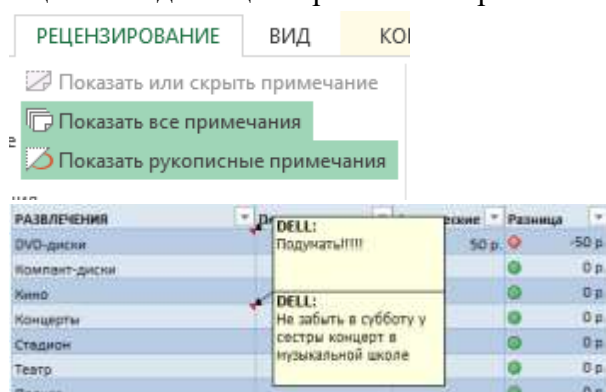 РЕЦЕНЗИРОВАНИЕ ВИД
Показать или скрыть примечание
Показать все примечания
Показать рукописные примечания
РАЗВЛЕЧЕНИЯ Разница
DVD-диски 50 р. -50 р
Компакт-диски 0 р
Кино 0 р
Концерты 0 р
Стадион 0 р
Театр 0 р
DELL:
Подумать!!!!!
DELL:
Не забыть в субботу у
сестры концерт в
музыкальной школе